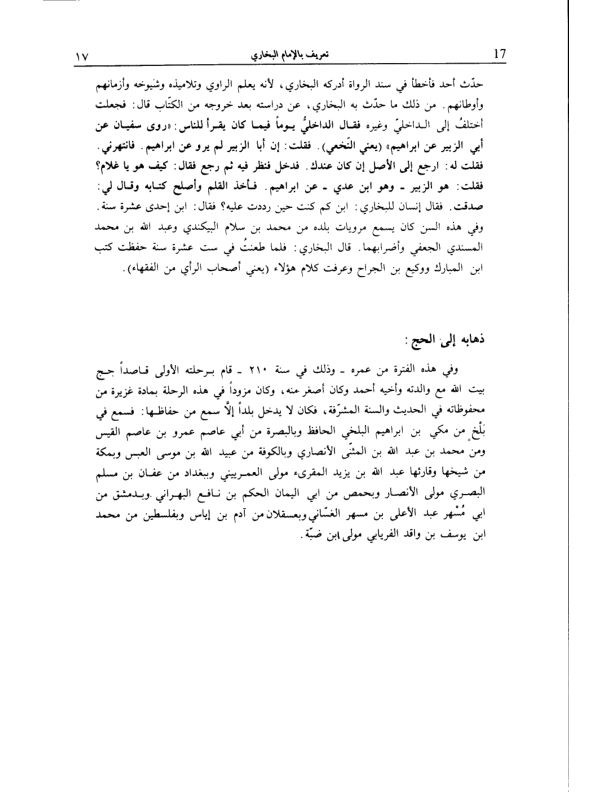 17 تعريف بالإمام البخاري ١٧
حدّث أحد فأخطأ في سند الرواة أدركه البخاري، لأنه يعلم الراوي وتلاميذه وشيوخه وأزمانهم
وأوطانهم. من ذلك ما حدّث به البخاري، عن دراسته بعد خروجه من الكتّاب قال: فجعلت
أختلفُ إلى الداخليّ وغيره فقال الداخليُّ يوماً فيما كان يقرأ للناس: «روى سفيان عن
أبي الزبير عن ابراهيم» (يعني النّخعي). فقلت: إن أبا الزبير لم يرو عن ابراهيم. فانتهرني.
فقلت له: ارجع إلى الأصل إن كان عندك. فدخل فنظر فيه ثم رجع فقال: كيف هو يا غلام؟
فقلت: هو الزبير ـ وهو ابن عدي ـ عن ابراهيم. فأخذ القلم وأصلح كتابه وقال لي:
صدقت. فقال إنسان للبخاري: ابن كم كنت حين رددت عليه؟ فقال: ابن إحدى عشرة سنة.
وفي هذه السن كان يسمع مرويات بلده من محمد بن سلام البيكندي وعبد الله بن محمد
المسندي الجعفي وأضرابهما. قال البخاري: فلما طعنتُ في ست عشرة سنة حفظت كتب
ابن المبارك ووكيع بن الجراح وعرفت كلام هؤلاء (يعني أصحاب الرأي من الفقهاء).
ذهابه إلى الحج:
وفي هذه الفترة من عمره ـ وذلك في سنة ٢١٠ ـ قام برحلته الأولى قاصداً حج
بيت الله مع والدته وأخيه أحمد وكان أصغر منه، وكان مزوداً في هذه الرحلة بمادة غزيرة من
محفوظاته في الحديث والسنة المشرّفة، فكان لا يدخل بلداً إلّا سمع من حفاظها: فسمع في
بَلْخ من مكي بن ابراهيم البلخي الحافظ وبالبصرة من أبي عاصم عمرو بن عاصم القيس
ومن محمد بن عبد الله بن المثنّى الأنصاري وبالكوفة من عبيد الله بن موسى العبس وبمكة
من شيخها وقارئها عبد الله بن يزيد المقرىء مولى العمرييني وببغداد من عفان بن مسلم
البصري مولى الأنصار وبحمص من ابي اليمان الحكم بن نافع البهراني وبدمشق من
ابي مُسْهر عبد الأعلى بن مسهر الغسّاني وبعسقلان من آدم بن إياس وبفلسطين من محمد
ابن يوسف بن واقد الفريابي مولى ابن ضبّة.